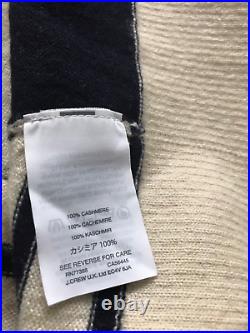 100% CASHMERE
100% CACHEMIRE
100% KASCHMIR
カシミア 100%
SEE REVERSE FOR CARE
RN77388 CA56445
J.CREW U.K. Ltd EC4V 6JA